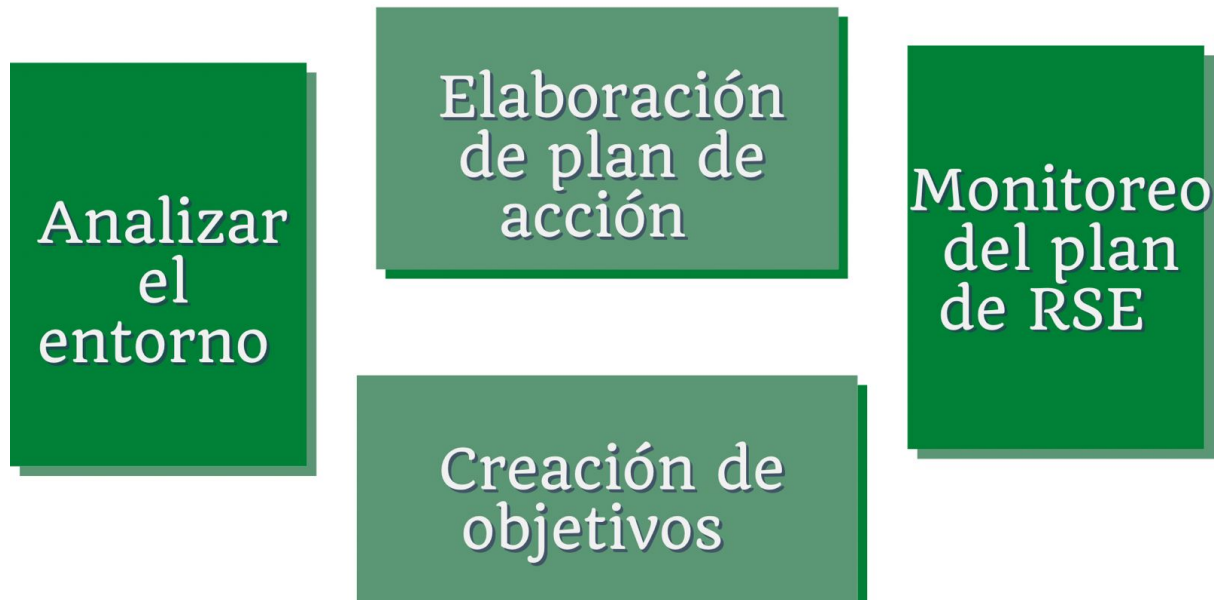 Analizar
el
entorno
Elaboración
de plan de
acción
Creación de
objetivos
Monitoreo
del plan
de RSE